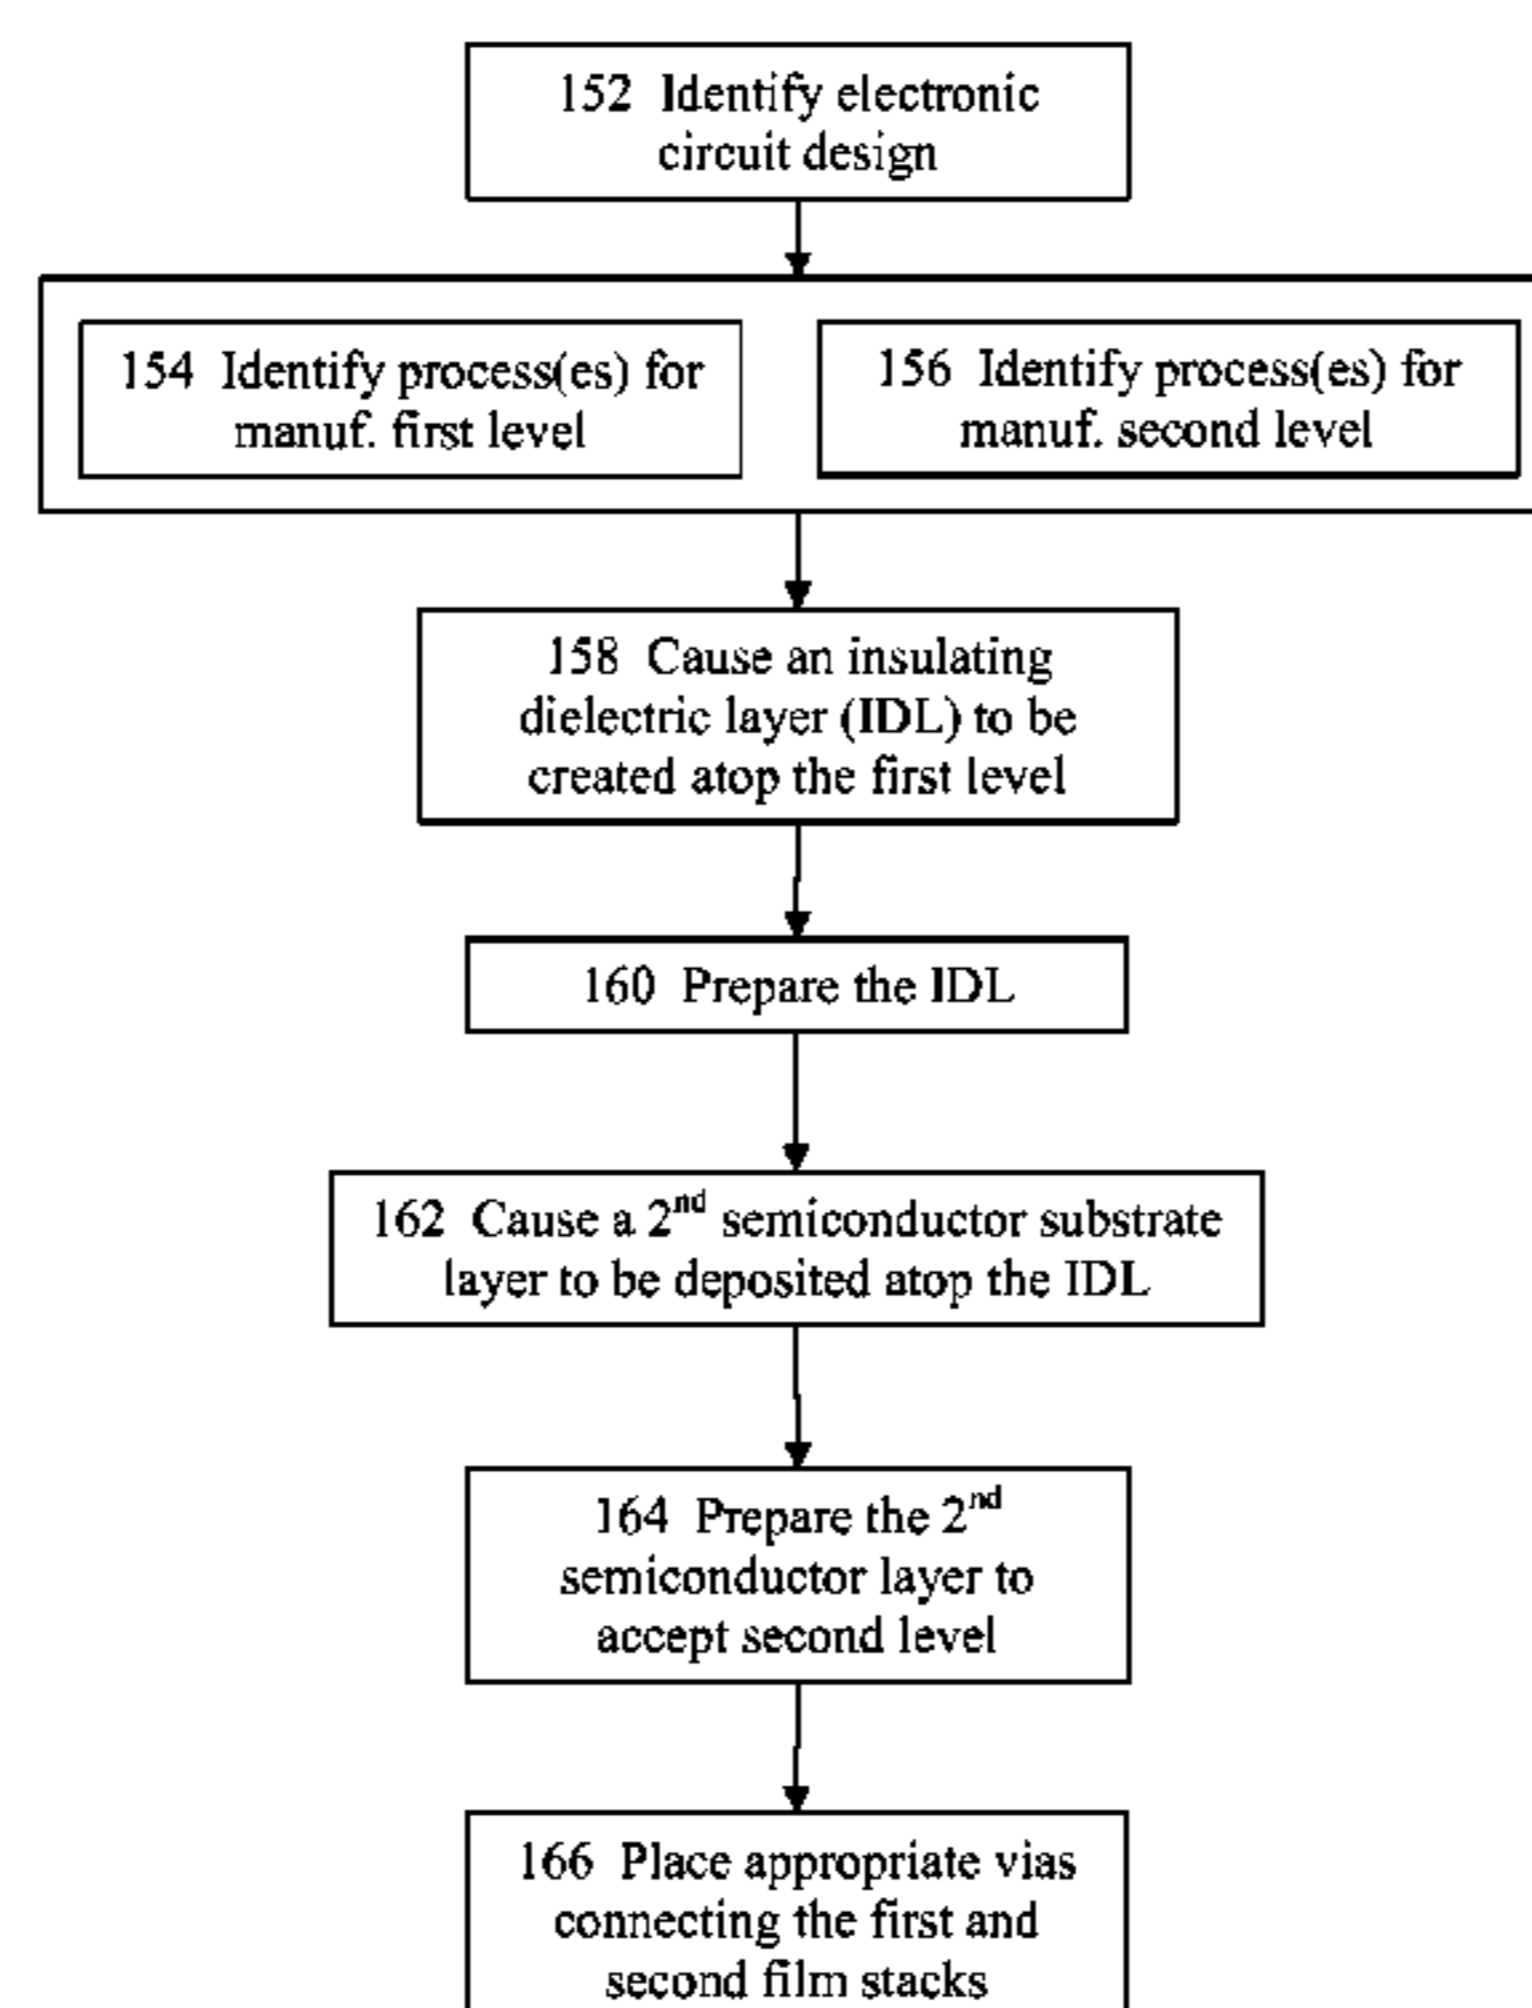 152 Identify electronic
circuit design
154 Identify process(es) for
manuf. first level
156 Identify process(es) for
manuf. second level
158 Cause an insulating
dielectric layer (IDL) to be
created atop the first level
160 Prepare the IDL
162 Cause a 2nd semiconductor substrate
layer to be deposited atop the IDL
164 Prepare the 2nd
semiconductor layer to
accept second level
166 Place appropriate vias
connecting the first and
second film stacks